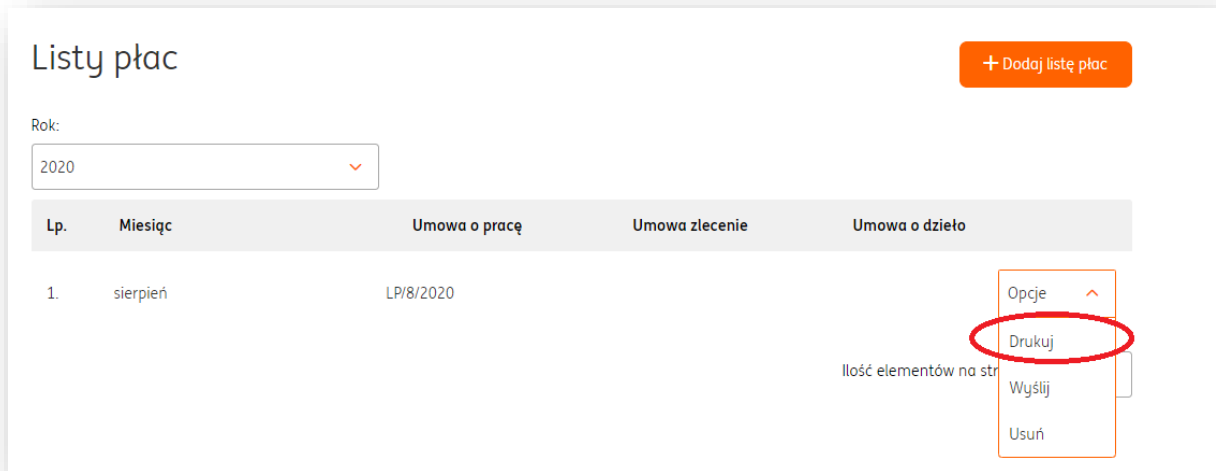 Listy płac
+ Dodaj listę płac
Rok:
2020
Lp. Miesiąc Umowa o pracę Umowa zlecenie Umowa o dzieło
1. sierpień LP/8/2020 Opcje
Drukuj
Ilość elementów na
Wyślij
Usuń